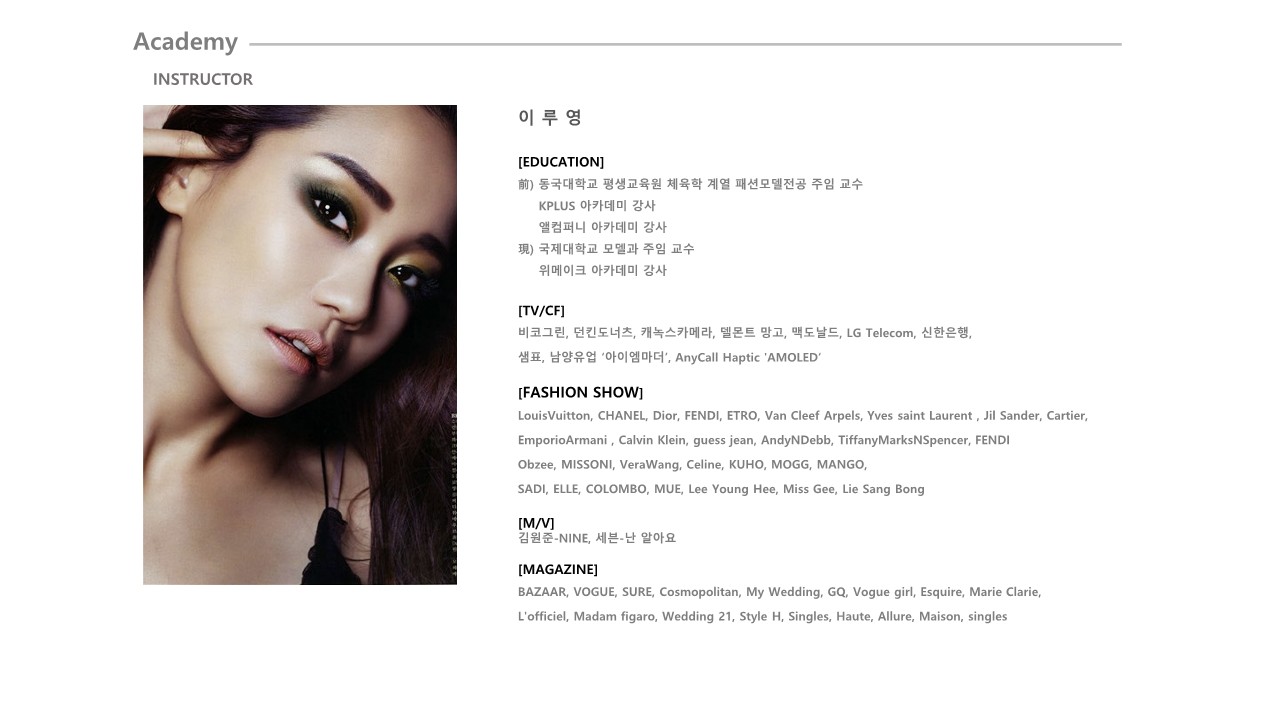 Academy
INSTRUCTOR
이 루 영
[EDUCATION]
前) 동국대학교 평생교육원 체육학 계열 패션모델전공 주임 교수
KPLUS 아카데미 강사
앨컴퍼니 아카데미 강사
現) 국제대학교 모델과 주임 교수
위메이크 아카데미 강사
[TV/CF]
비코그린, 던킨도너츠, 캐녹스카메라, 델몬트 망고, 맥도날드, LG Telecom, 신한은행,
샘표, 남양유업 ‘아이엠마더’, AnyCall Haptic 'AMOLED’
[FASHION SHOW]
LouisVuitton, CHANEL, Dior, FENDI, ETRO, Van Cleef Arpels, Yves saint Laurent , Jil Sander, Cartier,
EmporioArmani , Calvin Klein, guess jean, AndyNDebb, TiffanyMarksNSpencer, FENDI
Obzee, MISSONI, VeraWang, Celine, KUHO, MOGG, MANGO,
SADI, ELLE, COLOMBO, MUE, Lee Young Hee, Miss Gee, Lie Sang Bong
[M/V]
김원준-NINE, 세븐-난 알아요
[MAGAZINE]
BAZAAR, VOGUE, SURE, Cosmopolitan, My Wedding, GQ, Vogue girl, Esquire, Marie Clarie,
L'officiel, Madam figaro, Wedding 21, Style H, Singles, Haute, Allure, Maison, singles